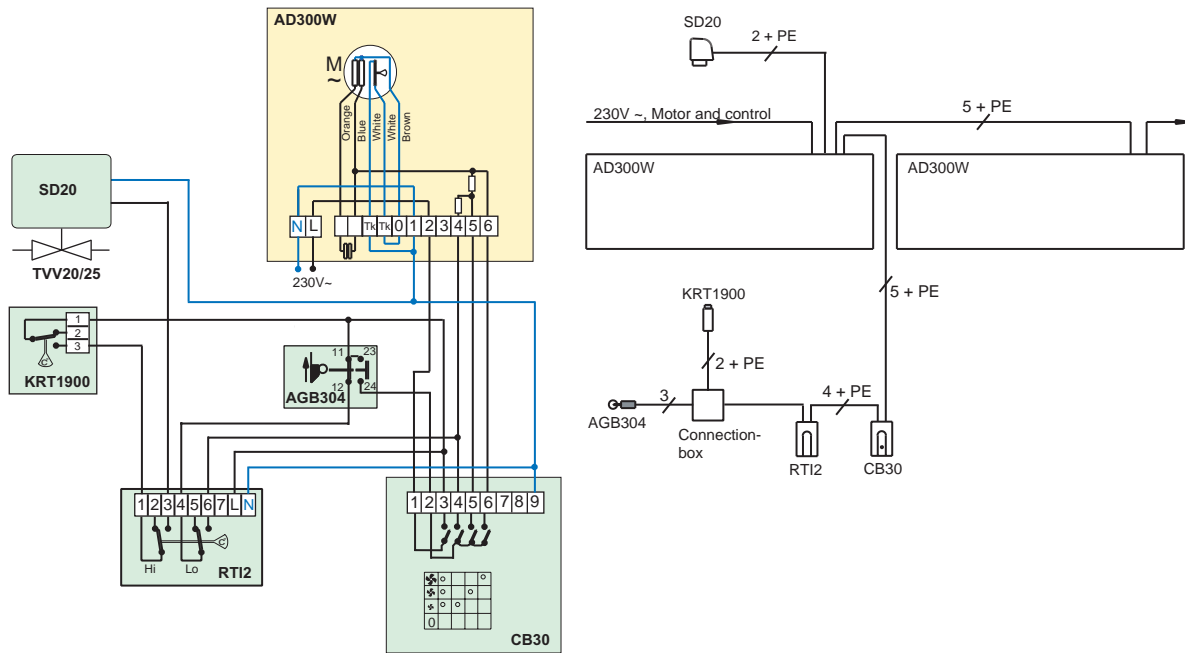 AD300W
M
~
Orange
Blue
White
White
Brown
N L Tk Tk 0 1 2 3 4 5 6
230V~
SD20
TVV20/25
1
2
3
C°
KRT1900
11 23
12 24
AGB304
1 2 3 4 5 6 7 L N
C°
Hi Lo
RTI2
1 2 3 4 5 6 7 8 9
0
CB30
SD20
2 + PE
230V ~, Motor and control
5 + PE
AD300W
AD300W
5 + PE
KRT1900
2 + PE
3
4 + PE
AGB304
Connection-
box
RTI2
CB30